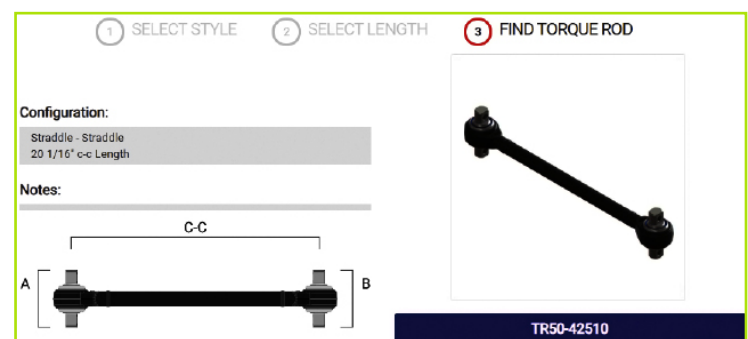 1 SELECT STYLE 2 SELECT LENGTH 3 FIND TORQUE ROD
Configuration:
Straddle - Straddle
20 1/16" c-c Length
Notes:
C-C
A B
TR50-42510